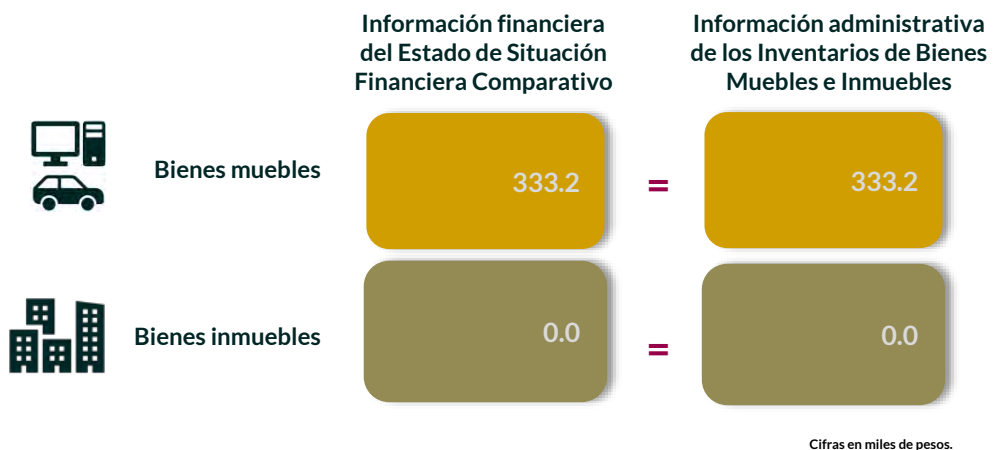 Información financiera
del Estado de Situación
Financiera Comparativo
Información administrativa
de los Inventarios de Bienes
Muebles e Inmuebles
Bienes muebles
333.2
=
333.2
Bienes inmuebles
0.0
=
0.0
Cifras en miles de pesos.